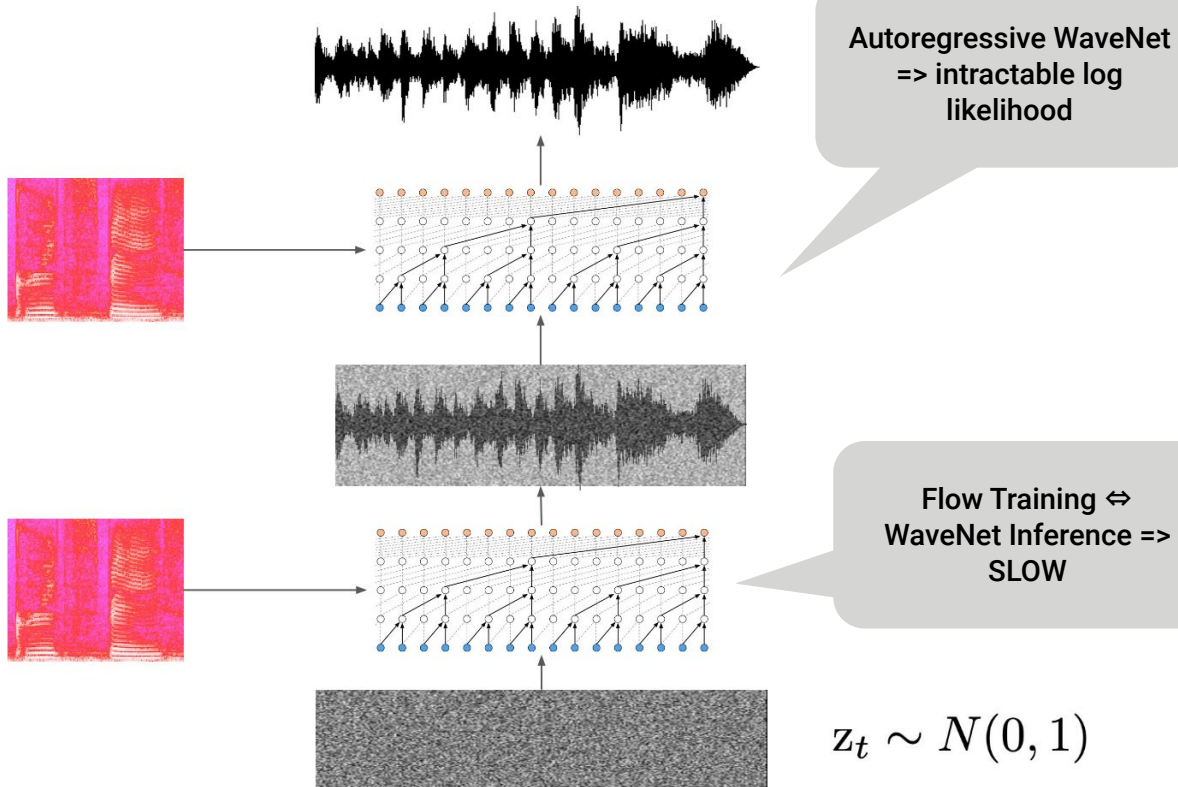 Autoregressive WaveNet
=> intractable log
likelihood
Flow Training ⇔
WaveNet Inference =>
SLOW
z_t ∼ N(0, 1)